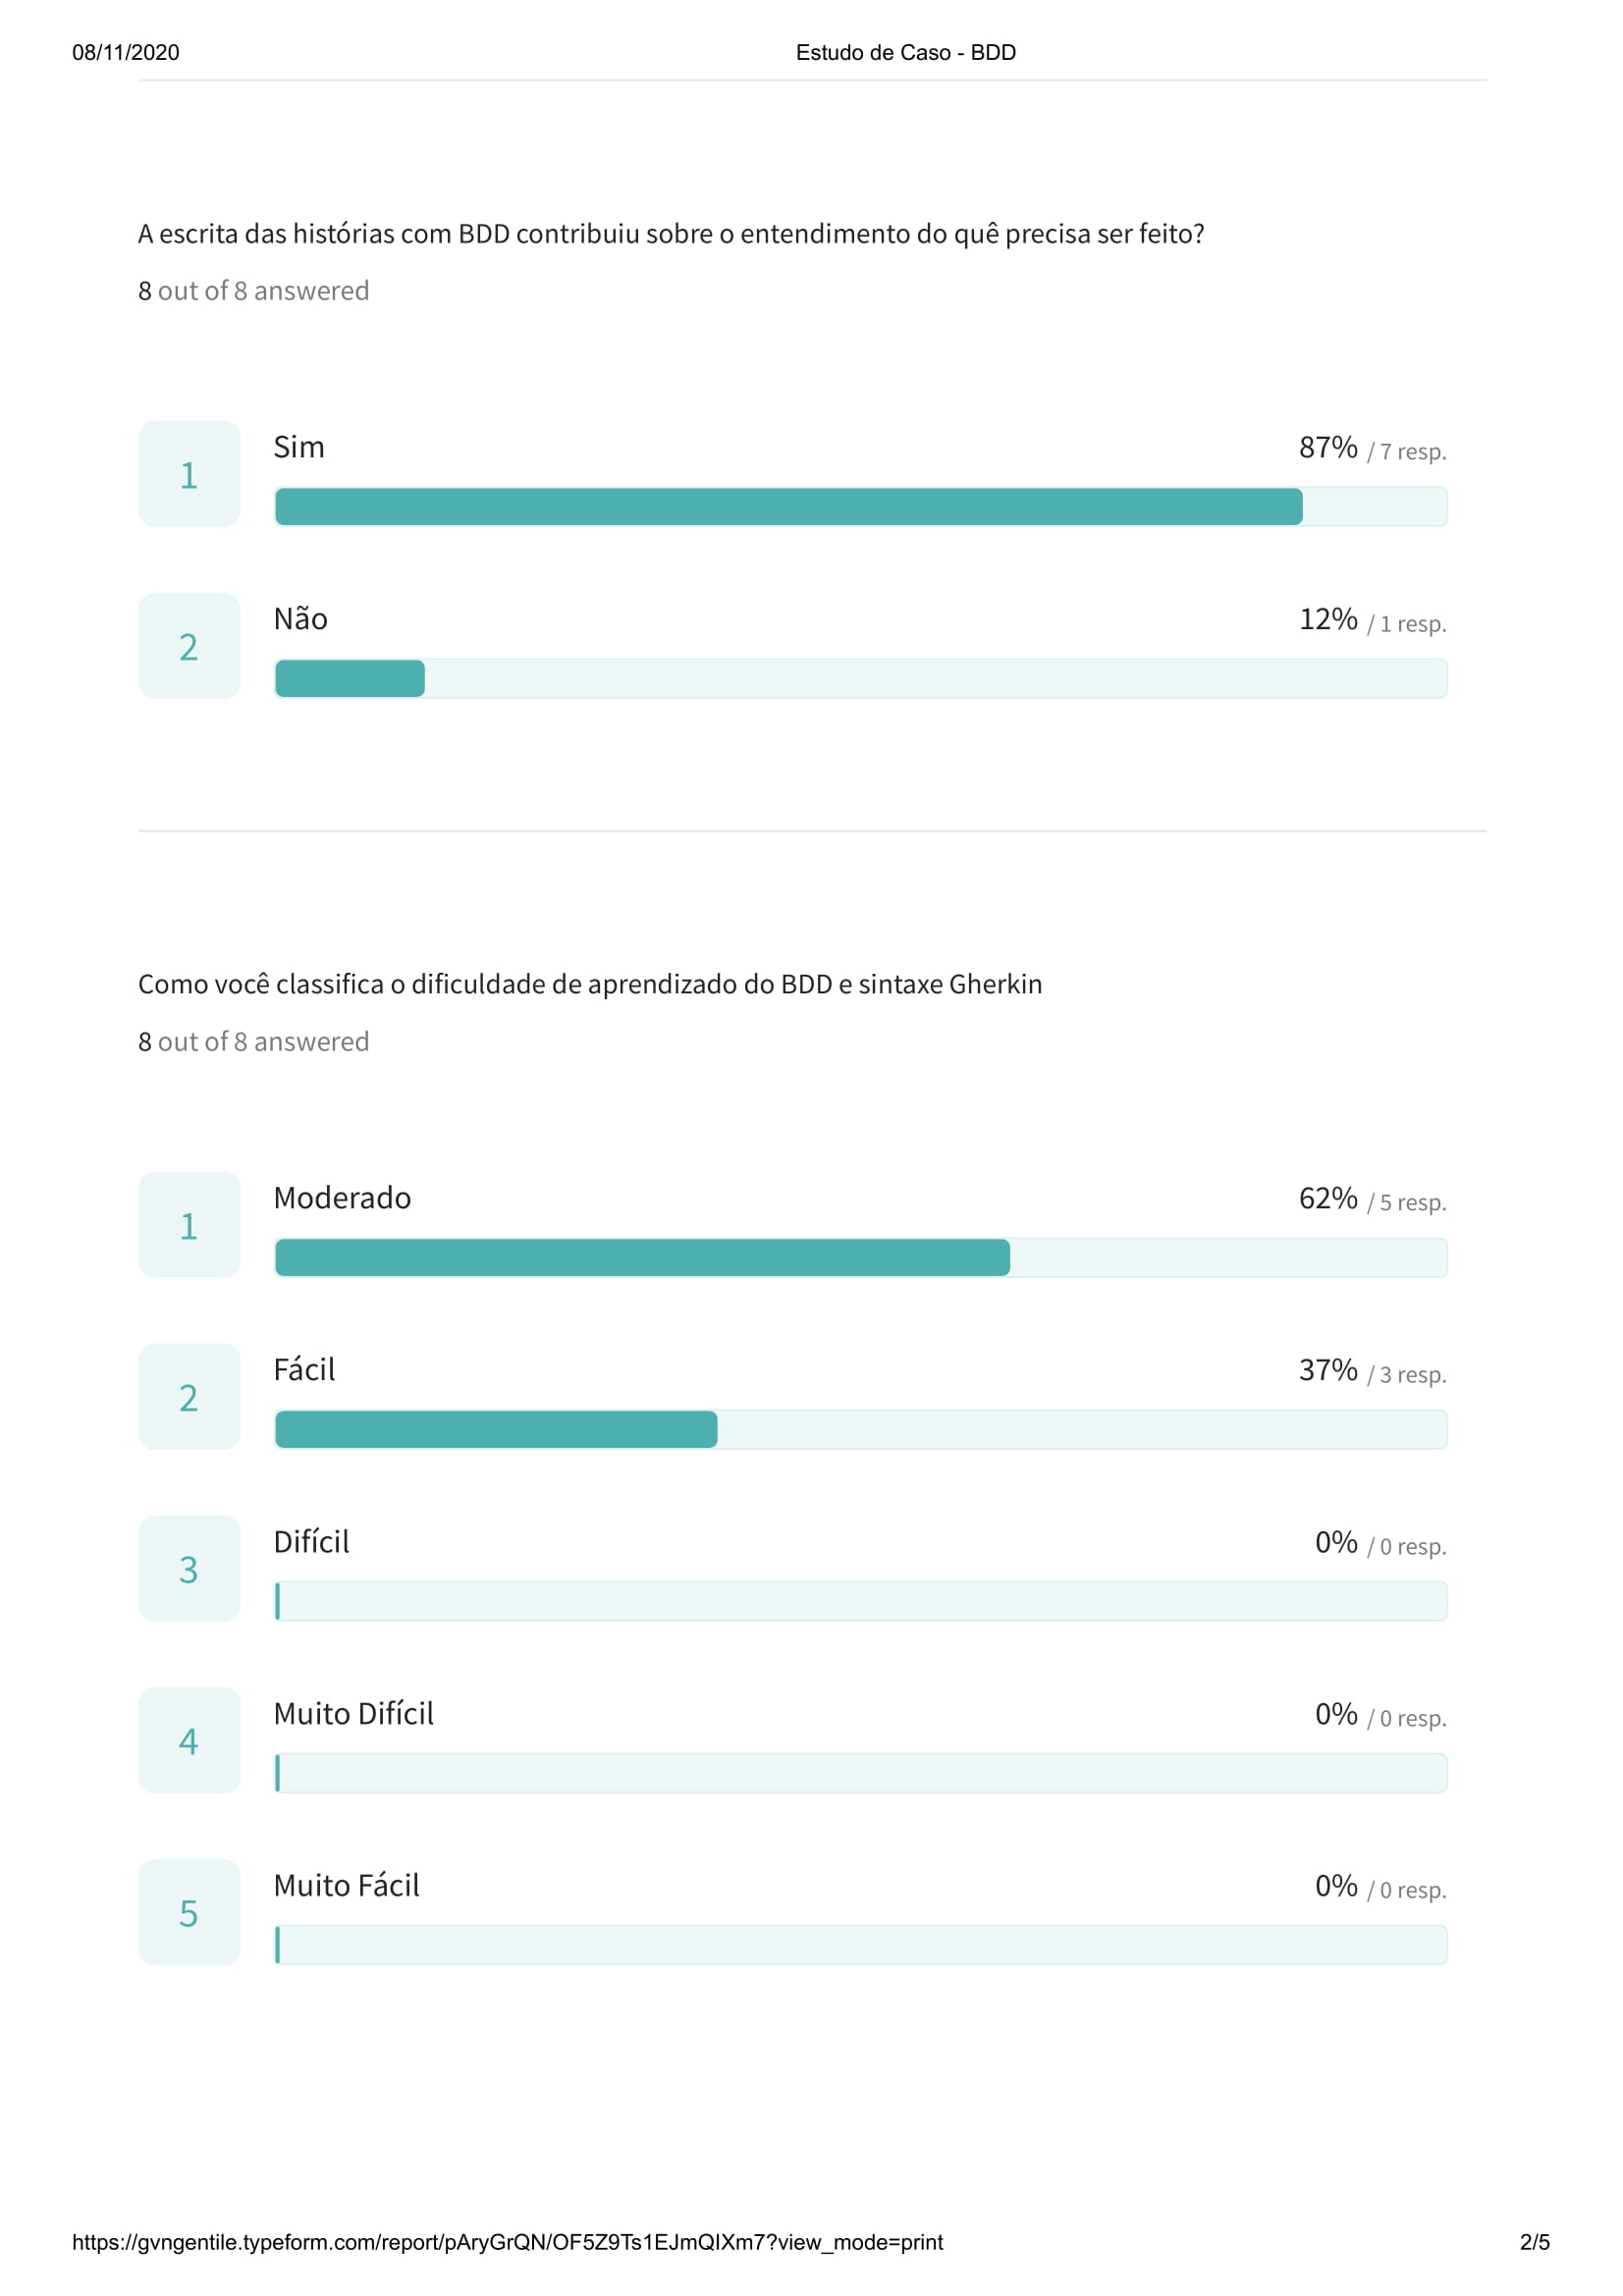 08/11/2020 Estudo de Caso - BDD
A escrita das histórias com BDD contribuiu sobre o entendimento do quê precisa ser feito?
8 out of 8 answered
1 Sim 87% / 7 resp.
2 Não 12% / 1 resp.
Como você classifica o dificuldade de aprendizado do BDD e sintaxe Gherkin
8 out of 8 answered
1 Moderado 62% / 5 resp.
2 Fácil 37% / 3 resp.
3 Difícil 0% / 0 resp.
4 Muito Difícil 0% / 0 resp.
5 Muito Fácil 0% / 0 resp.
https://gvngentile.typeform.com/report/pAryGrQN/OF5Z9Ts1EJmQIXm7?view_mode=print 2/5